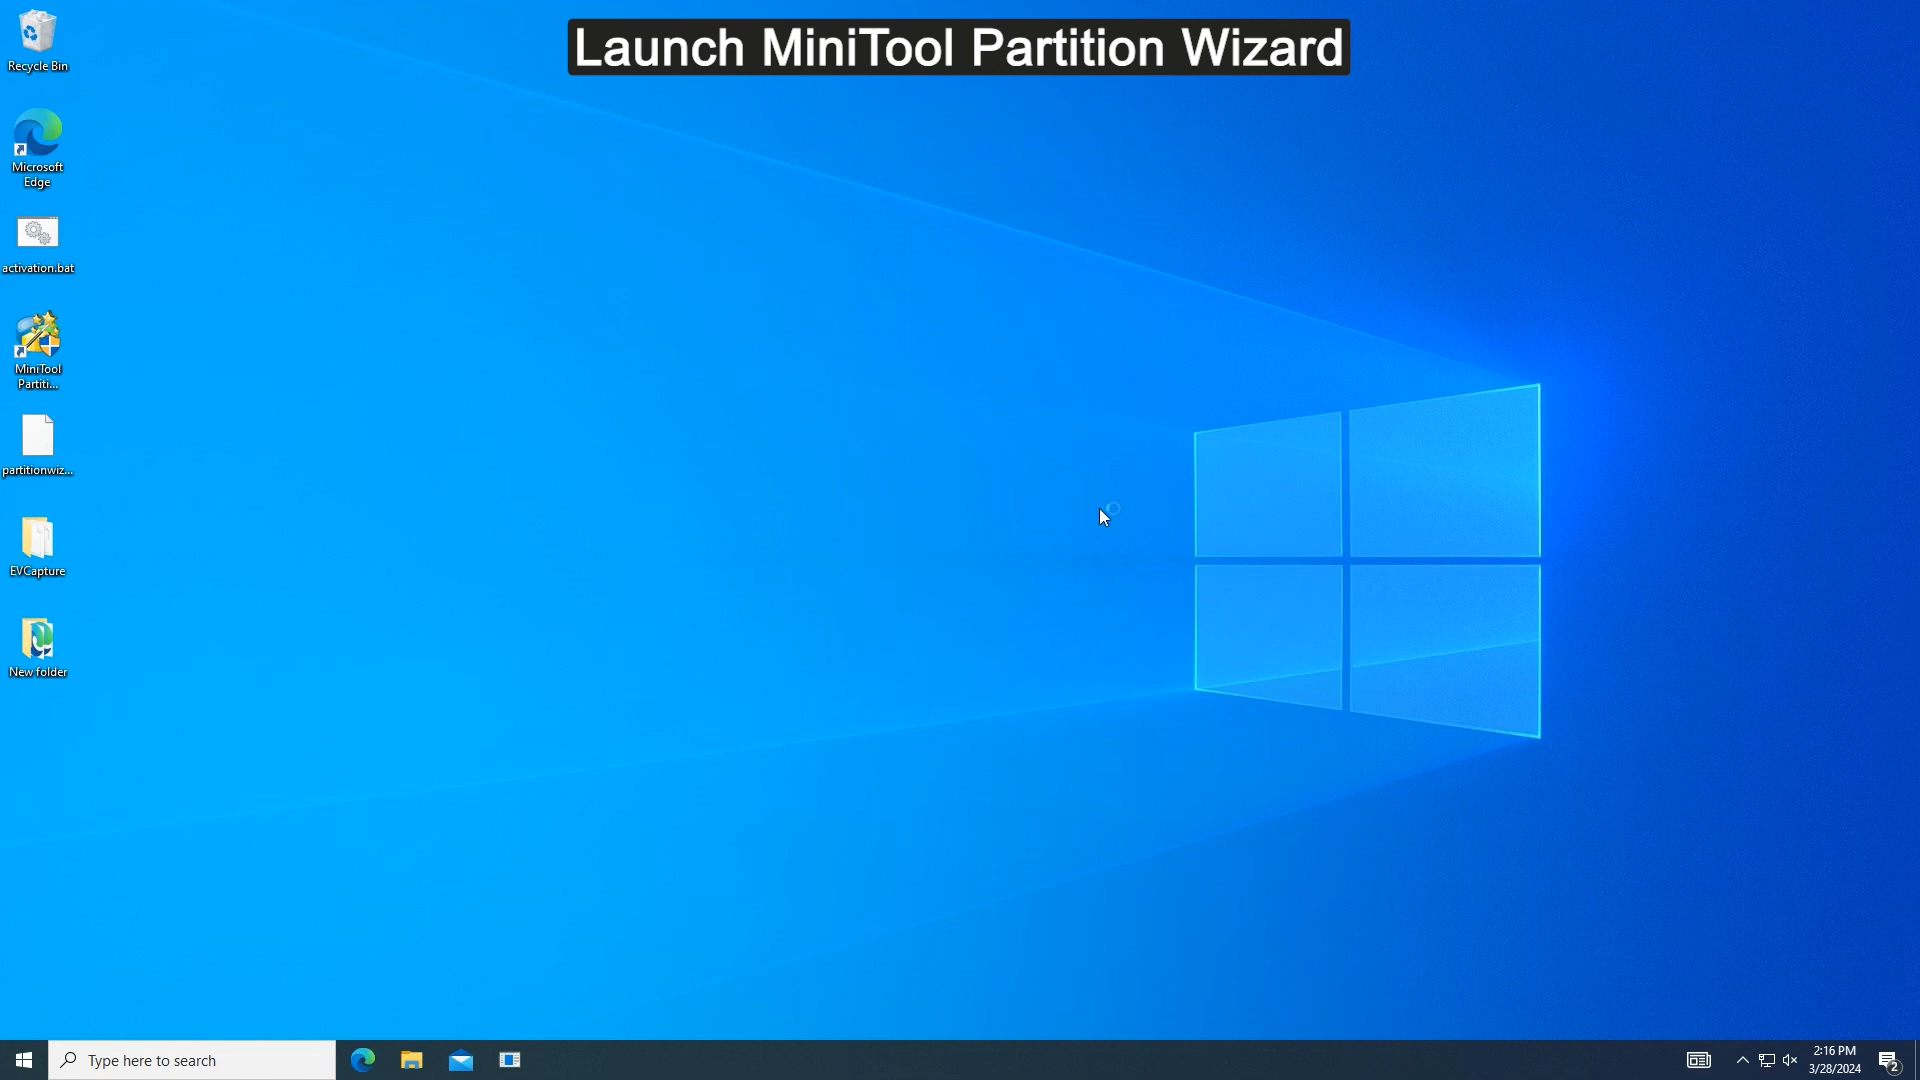 Launch MiniTool Partition Wizard
Recycle Bin
Microsoft
Edge
activation.bat
MiniTool
Partiti...
partitionwiz...
EVCapture
New folder
Type here to search
2:16 PM
3/28/2024
2